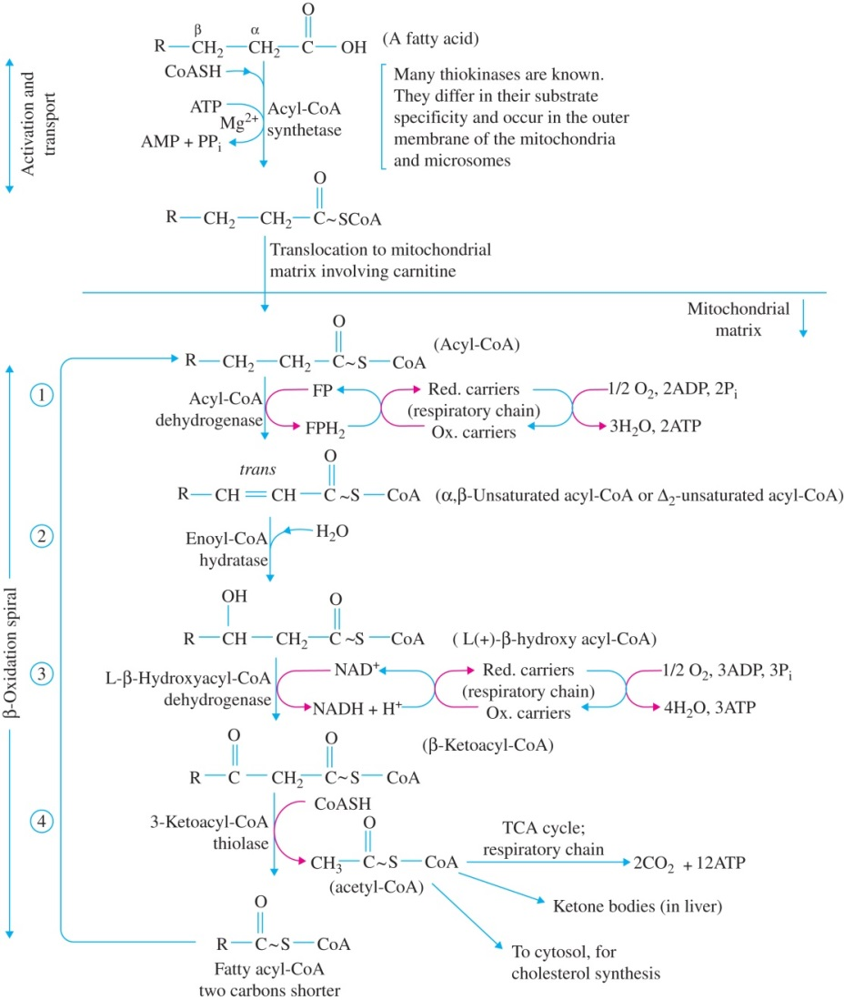 O
β α
R—CH₂—CH₂—C—OH (A fatty acid)
CoASH
ATP
Mg²⁺
AMP + PPᵢ
Acyl-CoA
synthetase
Many thiokinases are known.
They differ in their substrate
specificity and occur in the outer
membrane of the mitochondria
and microsomes
Activation and
transport
O
R—CH₂—CH₂—C~SCoA
Translocation to mitochondrial
matrix involving carnitine
Mitochondrial
matrix
O
(Acyl-CoA)
R—CH₂—CH₂—C~S—CoA
1
Acyl-CoA
dehydrogenase
FP
FPH₂
Red. carriers
(respiratory chain)
Ox. carriers
1/2 O₂, 2ADP, 2Pᵢ
3H₂O, 2ATP
O
trans
R—CH=CH—C~S—CoA (α,β-Unsaturated acyl-CoA or Δ₂-unsaturated acyl-CoA)
2
Enoyl-CoA
hydratase
H₂O
β-Oxidation spiral
OH O
R—CH—CH₂—C~S—CoA ( L(+)-β-hydroxy acyl-CoA)
3
L-β-Hydroxyacyl-CoA
dehydrogenase
NAD⁺
NADH + H⁺
Red. carriers
(respiratory chain)
Ox. carriers
1/2 O₂, 3ADP, 3Pᵢ
4H₂O, 3ATP
O O
(β-Ketoacyl-CoA)
R—C—CH₂—C~S—CoA
4
3-Ketoacyl-CoA
thiolase
CoASH
O
CH₃—C~S—CoA
(acetyl-CoA)
TCA cycle;
respiratory chain
2CO₂ + 12ATP
Ketone bodies (in liver)
To cytosol, for
cholesterol synthesis
O
R—C~S—CoA
Fatty acyl-CoA
two carbons shorter